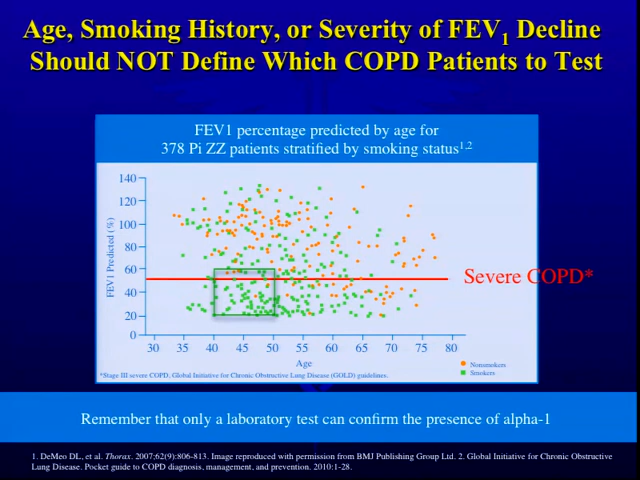 Age, Smoking History, or Severity of FEV1 Decline
Should NOT Define Which COPD Patients to Test
FEV1 percentage predicted by age for
378 Pi ZZ patients stratified by smoking status1,2
FEV1 Predicted (%)
140
120
100
80
60
40
20
0
Severe COPD*
30 35 40 45 50 55 60 65 70 75 80
Age
Nonsmokers
Smokers
*Stage III severe COPD; Global Initiative for Chronic Obstructive Lung Disease (GOLD) guidelines.
Remember that only a laboratory test can confirm the presence of alpha-1
1. DeMeo DL, et al. Thorax. 2007;62(9):806-813. Image reproduced with permission from BMJ Publishing Group Ltd. 2. Global Initiative for Chronic Obstructive
Lung Disease. Pocket guide to COPD diagnosis, management, and prevention. 2010:1-28.